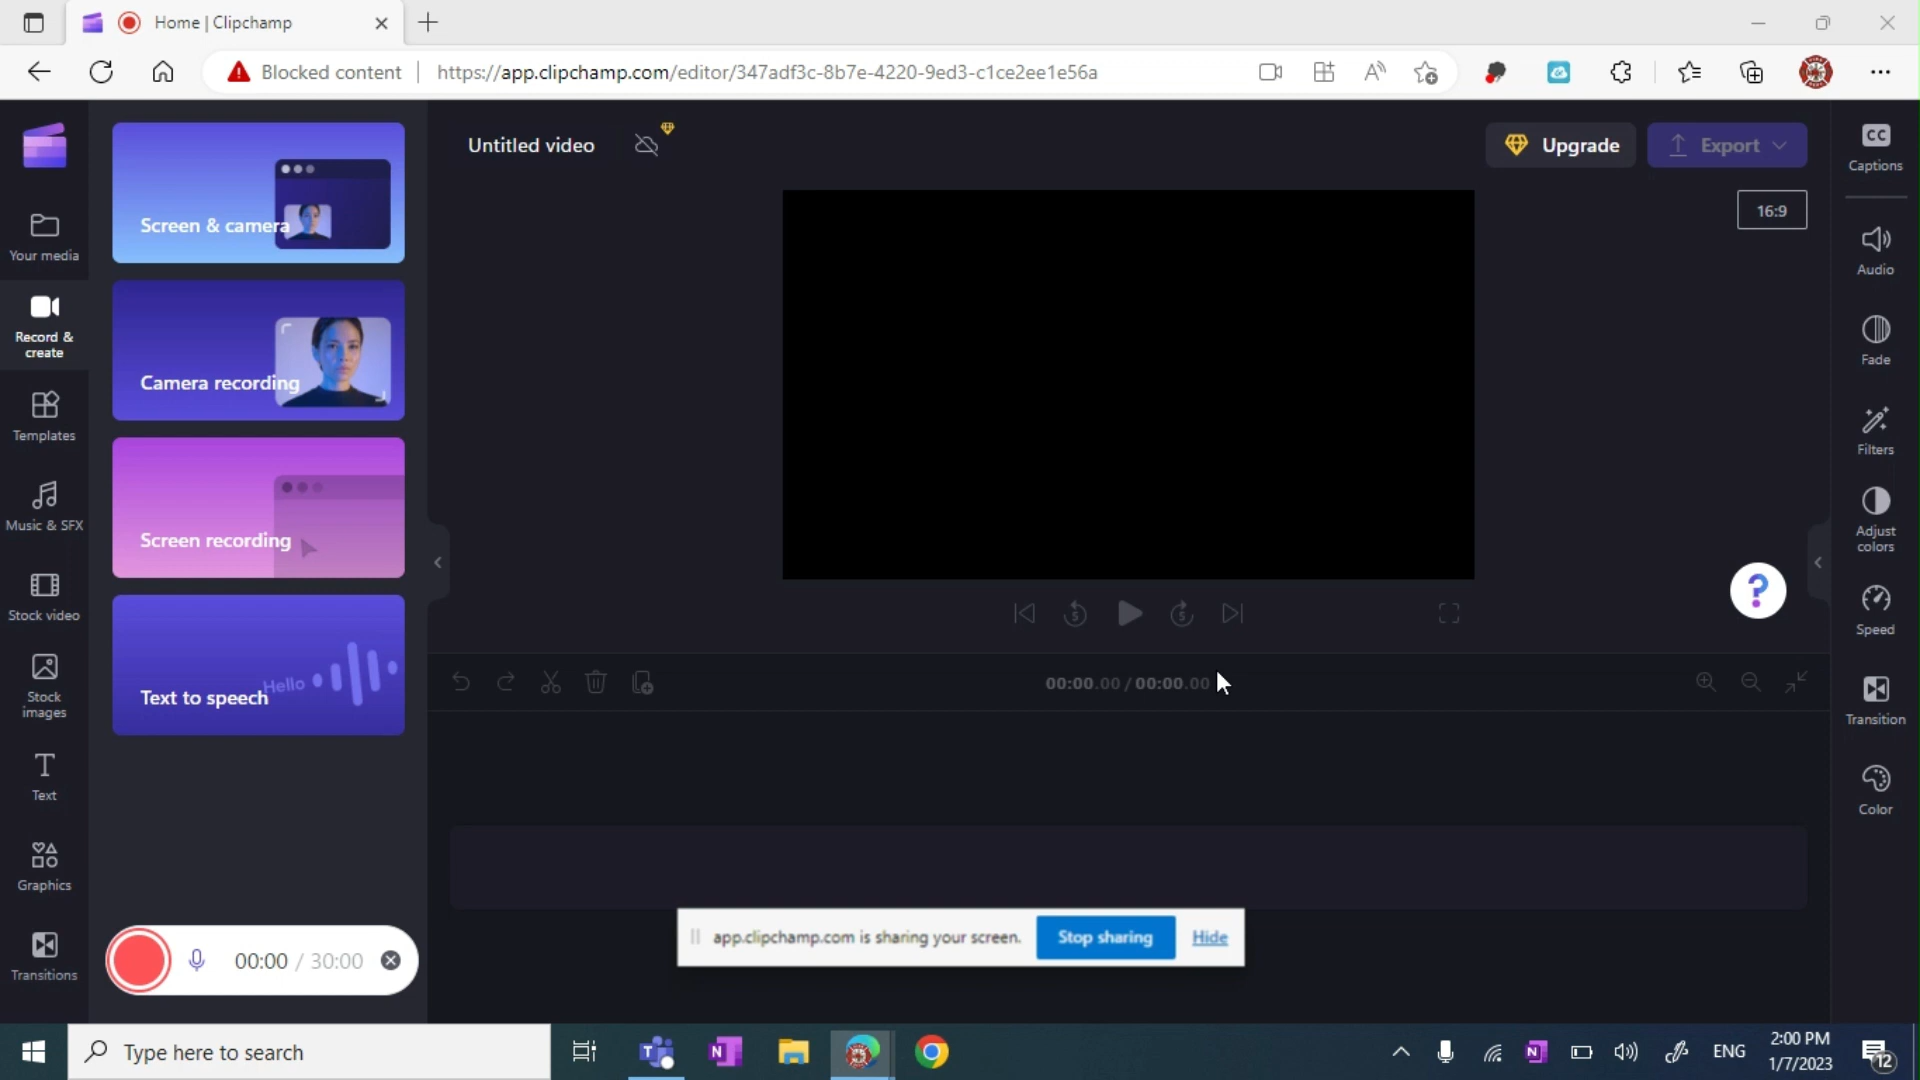 Home | Clipchamp
Blocked content
https://app.clipchamp.com/editor/347adf3c-8b7e-4220-9ed3-c1ce2ee1e56a
Your media
Record &
create
Templates
Music & SFX
Stock video
Stock
images
Text
Graphics
Transitions
Screen & camera
Camera recording
Screen recording
Hello
Text to speech
00:00 / 30:00
Untitled video
Upgrade
Export
16:9
5
5
?
00:00.00 / 00:00.00
CC
Captions
Audio
Fade
Filters
Adjust
colors
Speed
Transition
Color
app.clipchamp.com is sharing your screen.
Stop sharing
Hide
Type here to search
T
N
N
ENG
2:00 PM
1/7/2023
12